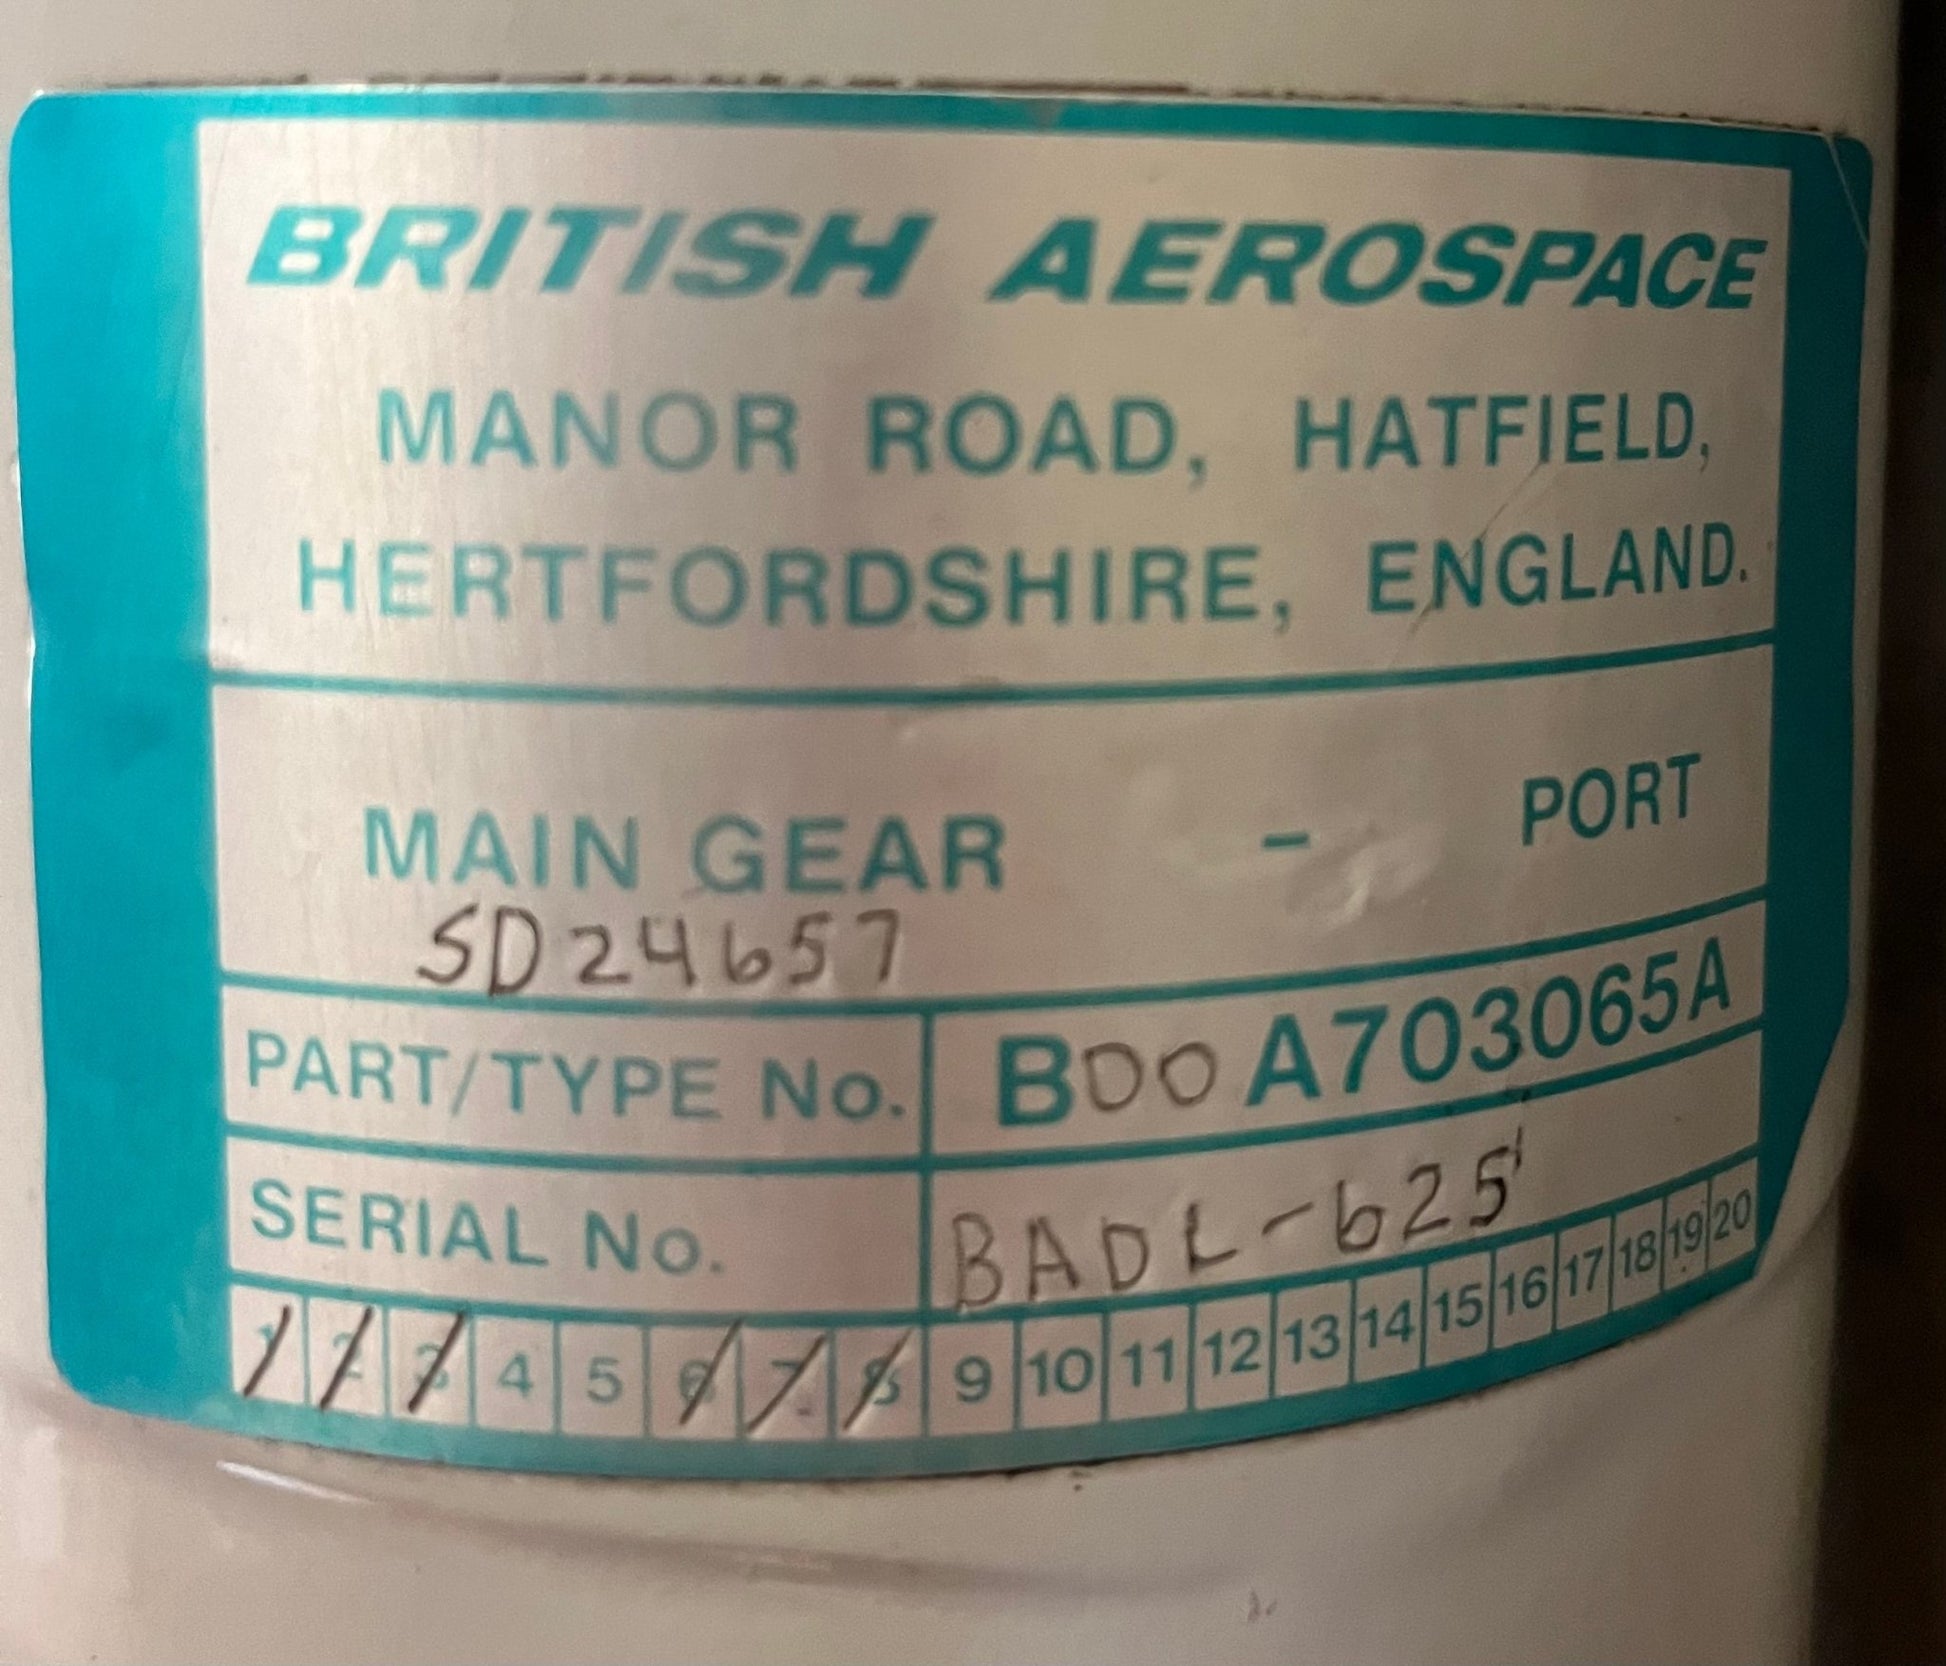 BRITISH AEROSPACE
MANOR ROAD, HATFIELD,
HERTFORDSHIRE, ENGLAND.
MAIN GEAR - PORT
SD24657
PART/TYPE No. B00A703065A
SERIAL No. BADL-625
1 2 3 4 5 6 7 8 9 10 11 12 13 14 15 16 17 18 19 20